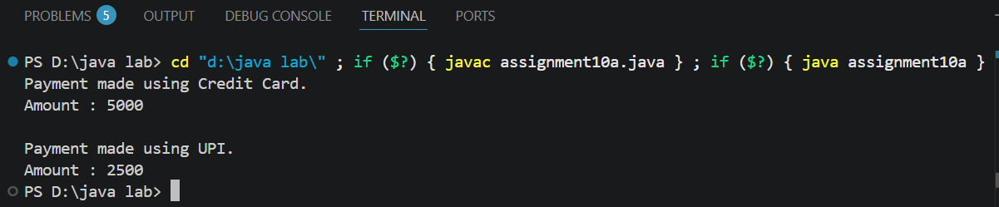 PROBLEMS 5 OUTPUT DEBUG CONSOLE TERMINAL PORTS
PS D:\java lab> cd "d:\java lab\" ; if ($?) { javac assignment10a.java } ; if ($?) { java assignment10a }
Payment made using Credit Card.
Amount : 5000
Payment made using UPI.
Amount : 2500
PS D:\java lab>